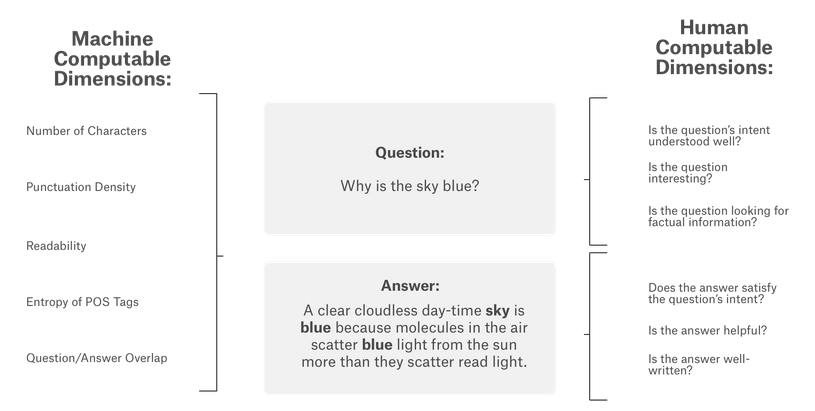 Machine
Computable
Dimensions:
Number of Characters
Punctuation Density
Readability
Entropy of POS Tags
Question/Answer Overlap
Question:
Why is the sky blue?
Answer:
A clear cloudless day-time sky is
blue because molecules in the air
scatter blue light from the sun
more than they scatter read light.
Human
Computable
Dimensions:
Is the question's intent
understood well?
Is the question
interesting?
Is the question looking for
factual information?
Does the answer satisfy
the question's intent?
Is the answer helpful?
Is the answer well-
written?